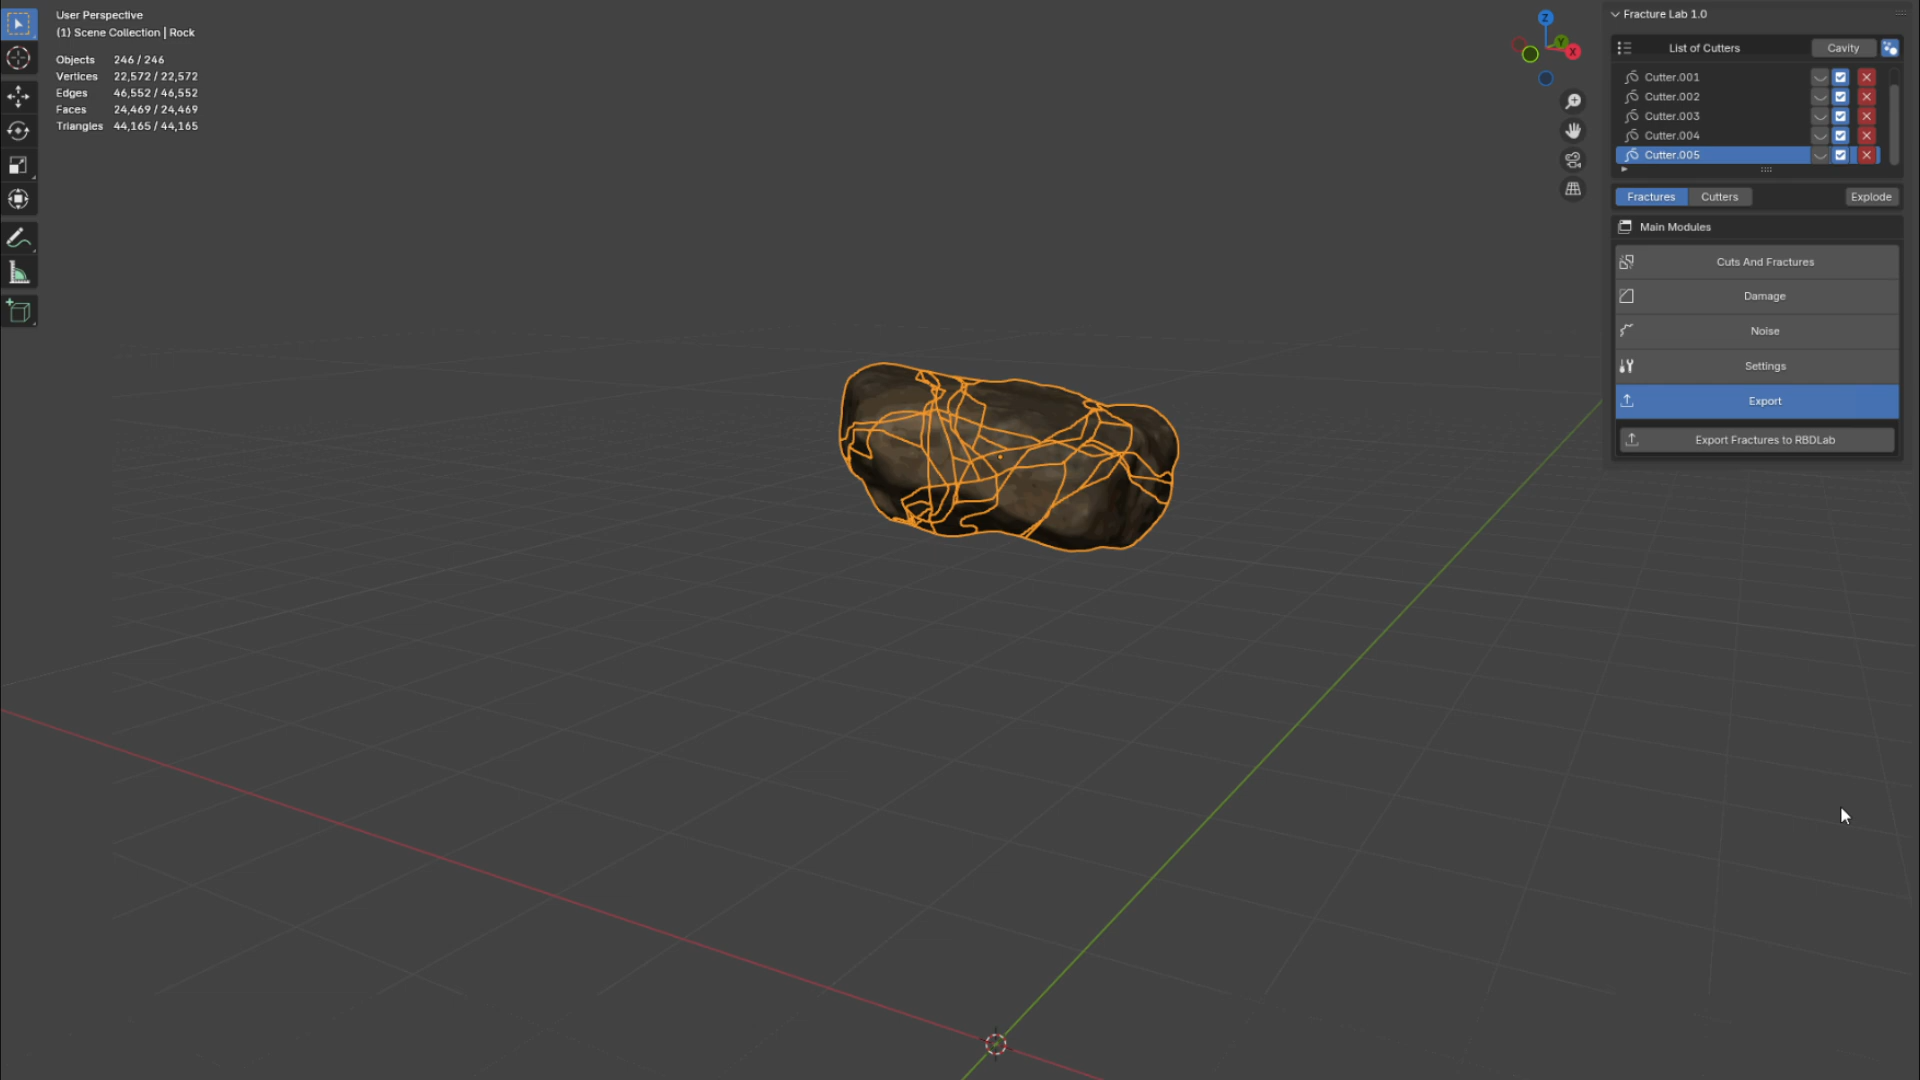 User Perspective
(1) Scene Collection | Rock
Objects 246 / 246
Vertices 22,572 / 22,572
Edges 46,552 / 46,552
Faces 24,469 / 24,469
Triangles 44,165 / 44,165
Z
Y
X
Fracture Lab 1.0
List of Cutters Cavity
Cutter.001
Cutter.002
Cutter.003
Cutter.004
Cutter.005
Fractures Cutters Explode
Main Modules
Cuts And Fractures
Damage
Noise
Settings
Export
Export Fractures to RBDLab